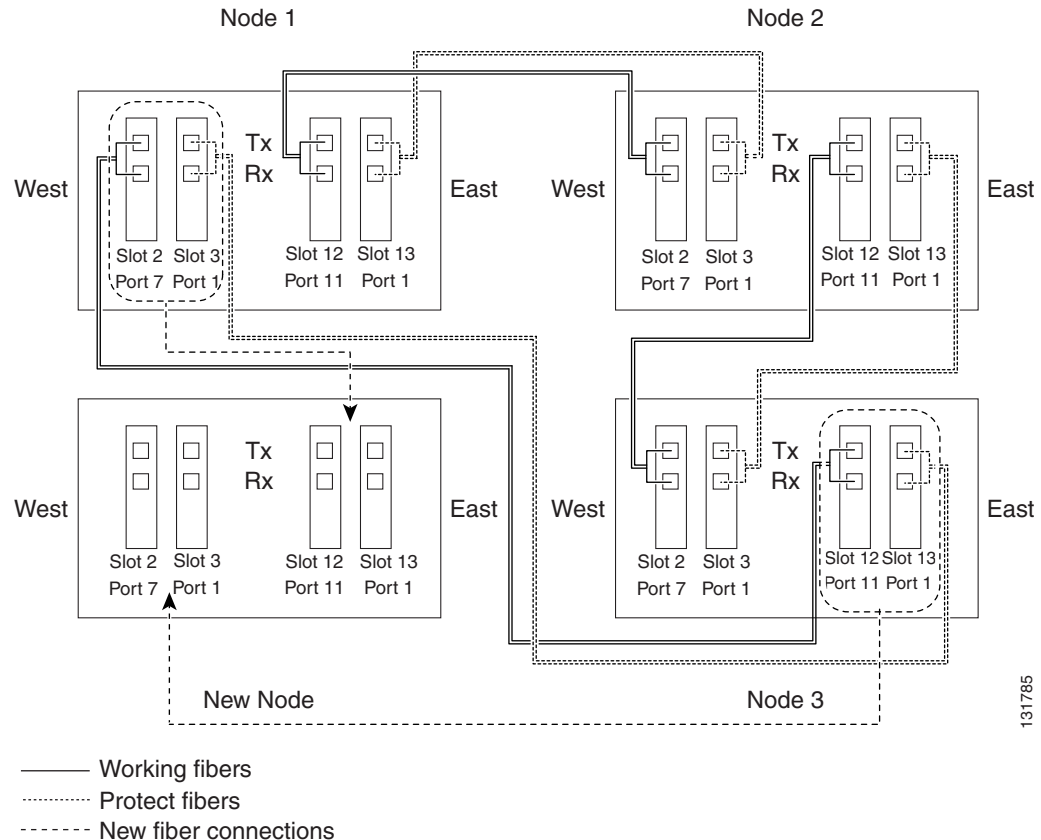 Node 1
Node 2
West
Tx
Rx
East
Slot 2
Port 7
Slot 3
Port 1
Slot 12
Port 11
Slot 13
Port 1
West
Tx
Rx
East
Slot 2
Port 7
Slot 3
Port 1
Slot 12
Port 11
Slot 13
Port 1
West
Tx
Rx
East
Slot 2
Port 7
Slot 3
Port 1
Slot 12
Port 11
Slot 13
Port 1
West
Tx
Rx
East
Slot 2
Port 7
Slot 3
Port 1
Slot 12
Port 11
Slot 13
Port 1
New Node
Node 3
131785
Working fibers
Protect fibers
New fiber connections